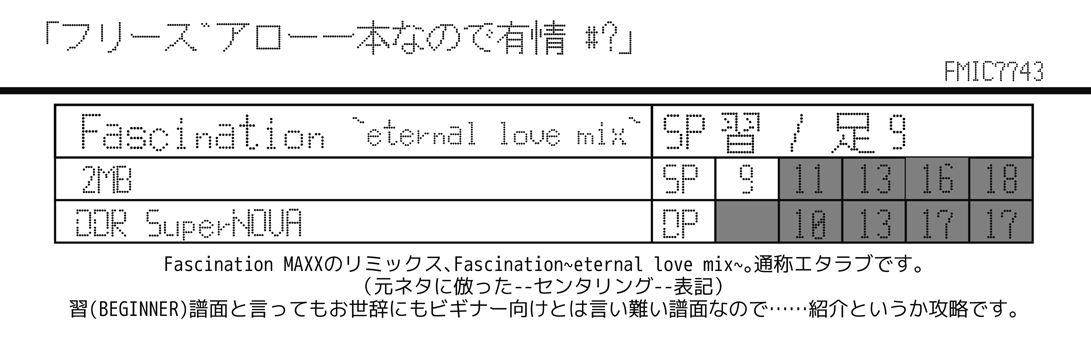 「フリーズ゛アロー一本なので有情 #?」
FMIC7743
Fascination ~eternal love mix~ SP 習 / 足9
2MB SP 9 11 13 16 18
DDR SuperNOVA DP 10 13 17 17
Fascination MAXXのリミックス、Fascination~eternal love mix~。通称エタラブです。
(元ネタに倣った--センタリング--表記)
習(BEGINNER)譜面と言ってもお世辞にもビギナー向けとは言い難い譜面なので……紹介というか攻略です。